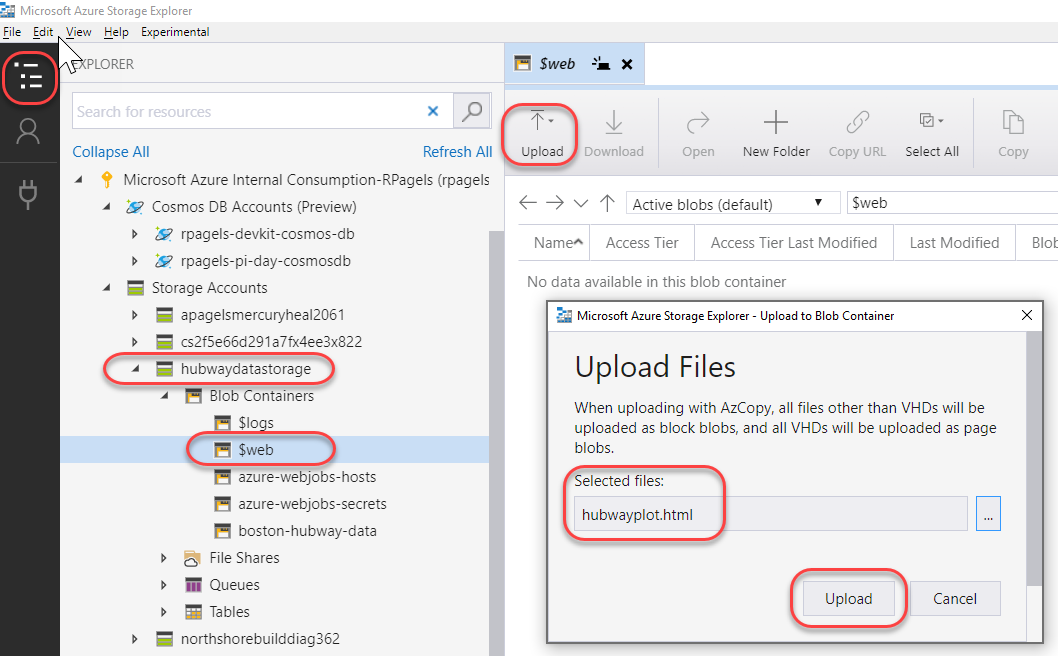 Microsoft Azure Storage Explorer
File Edit View Help Experimental
EXPLORER
Search for resources
Collapse All Refresh All
Microsoft Azure Internal Consumption-RPagels (rpagels
Cosmos DB Accounts (Preview)
rpagels-devkit-cosmos-db
rpagels-pi-day-cosmosdb
Storage Accounts
apagelsmercuryheal2061
cs2f5e66d291a7fx4ee3x822
hubwaydatastorage
Blob Containers
$logs
$web
azure-webjobs-hosts
azure-webjobs-secrets
boston-hubway-data
File Shares
Queues
Tables
northshorebuilddiag362
$web
Upload Download Open New Folder Copy URL Select All Copy
Active blobs (default) $web
Name Access Tier Access Tier Last Modified Last Modified Blob
No data available in this blob container
Microsoft Azure Storage Explorer - Upload to Blob Container
Upload Files
When uploading with AzCopy, all files other than VHDs will be
uploaded as block blobs, and all VHDs will be uploaded as page
blobs.
Selected files:
hubwayplot.html ...
Upload Cancel